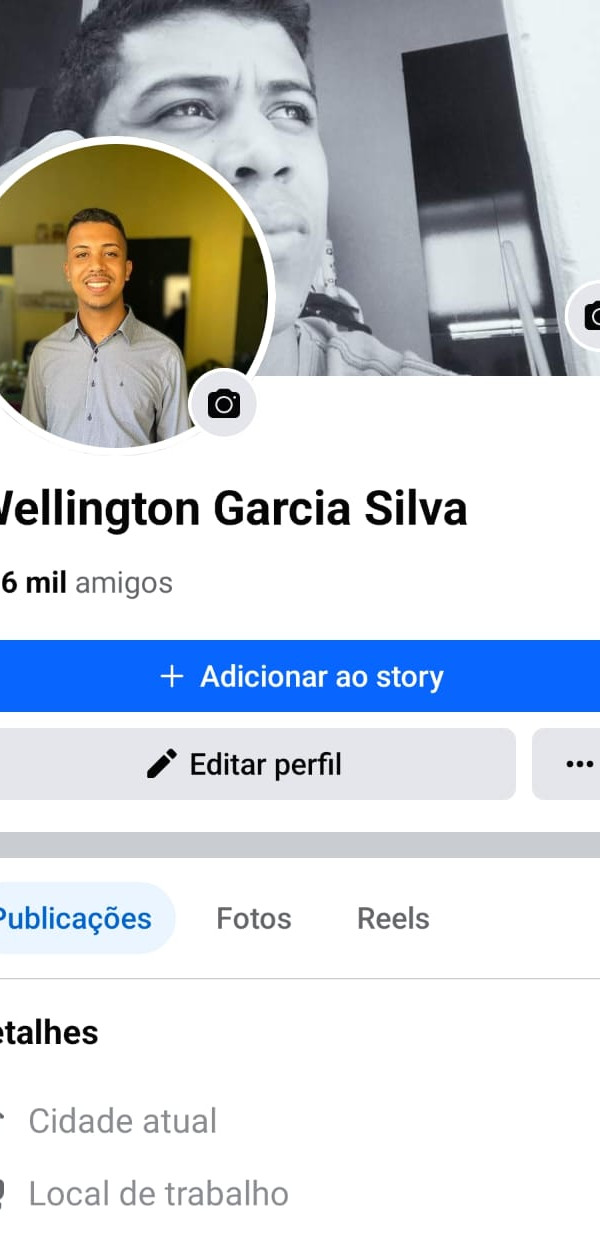 Wellington Garcia Silva
6 mil amigos
+ Adicionar ao story
Editar perfil
...
Publicações Fotos Reels
etalhes
Cidade atual
Local de trabalho